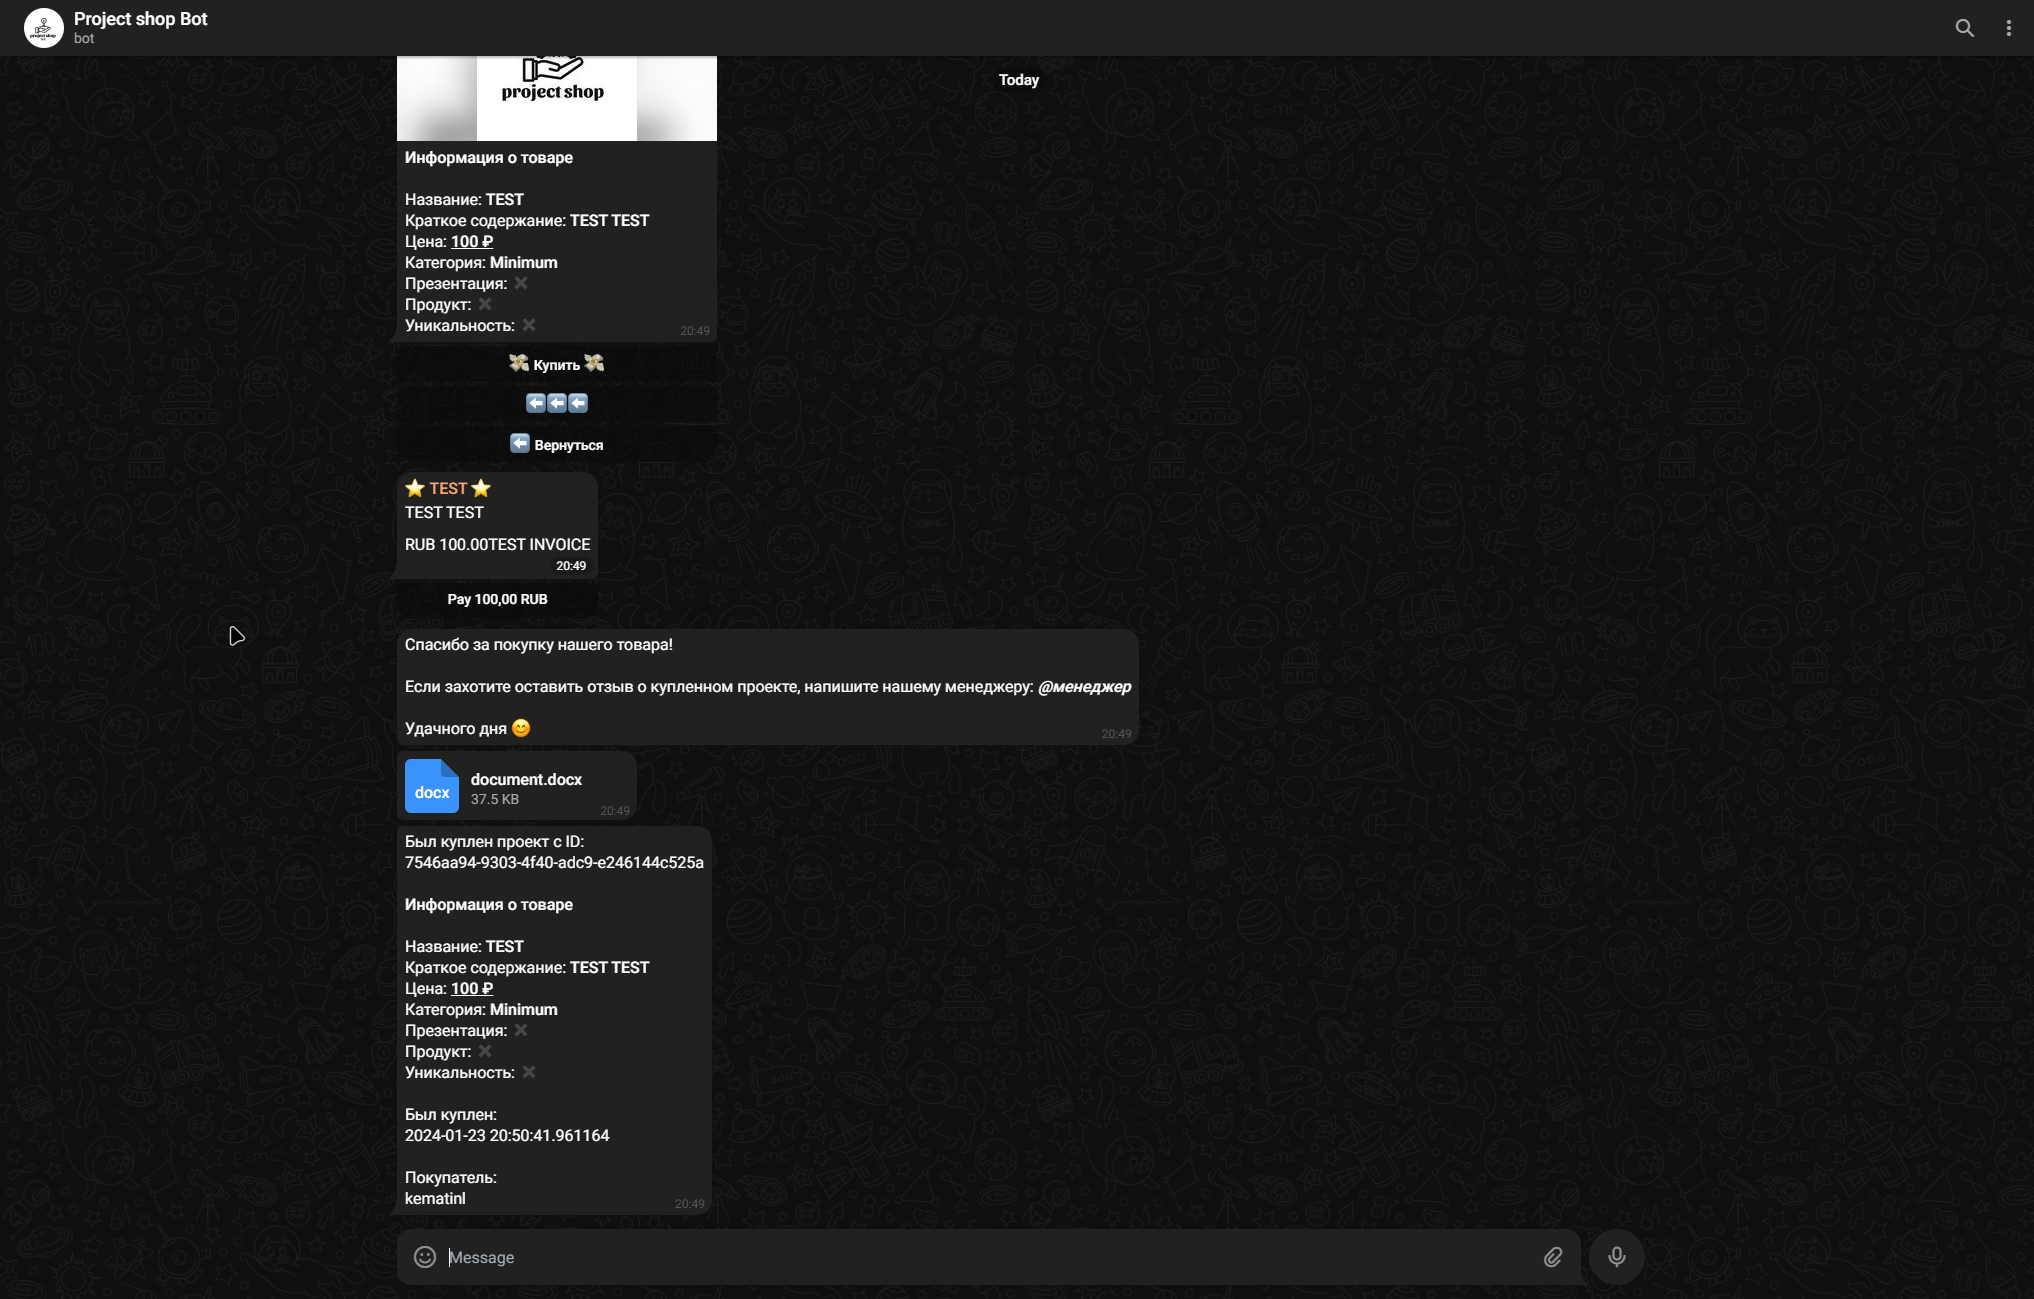 Project shop Bot
bot
Today
project shop
Информация о товаре
Название: TEST
Краткое содержание: TEST TEST
Цена: 100 ₽
Категория: Minimum
Презентация: ✖
Продукт: ✖
Уникальность: ✖
20:49
💸 Купить 💸
⬅️⬅️⬅️
⬅️ Вернуться
⭐ TEST ⭐
TEST TEST
RUB 100.00TEST INVOICE
20:49
Pay 100,00 RUB
Спасибо за покупку нашего товара!
Если захотите оставить отзыв о купленном проекте, напишите нашему менеджеру: @менеджер
Удачного дня 😊
20:49
docx
document.docx
37.5 KB
20:49
Был куплен проект с ID:
7546aa94-9303-4f40-adc9-e246144c525a
Информация о товаре
Название: TEST
Краткое содержание: TEST TEST
Цена: 100 ₽
Категория: Minimum
Презентация: ✖
Продукт: ✖
Уникальность: ✖
Был куплен:
2024-01-23 20:50:41.961164
Покупатель:
kematinl
20:49
Message